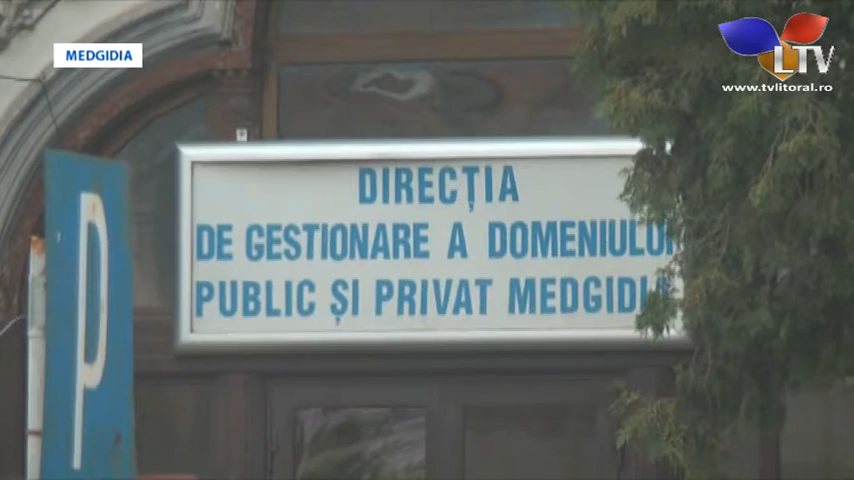 MEDGIDIA
LTV
www.tvlitoral.ro
DIRECȚIA
DE GESTIONARE A DOMENIULUI
PUBLIC ȘI PRIVAT MEDGIDIA
P